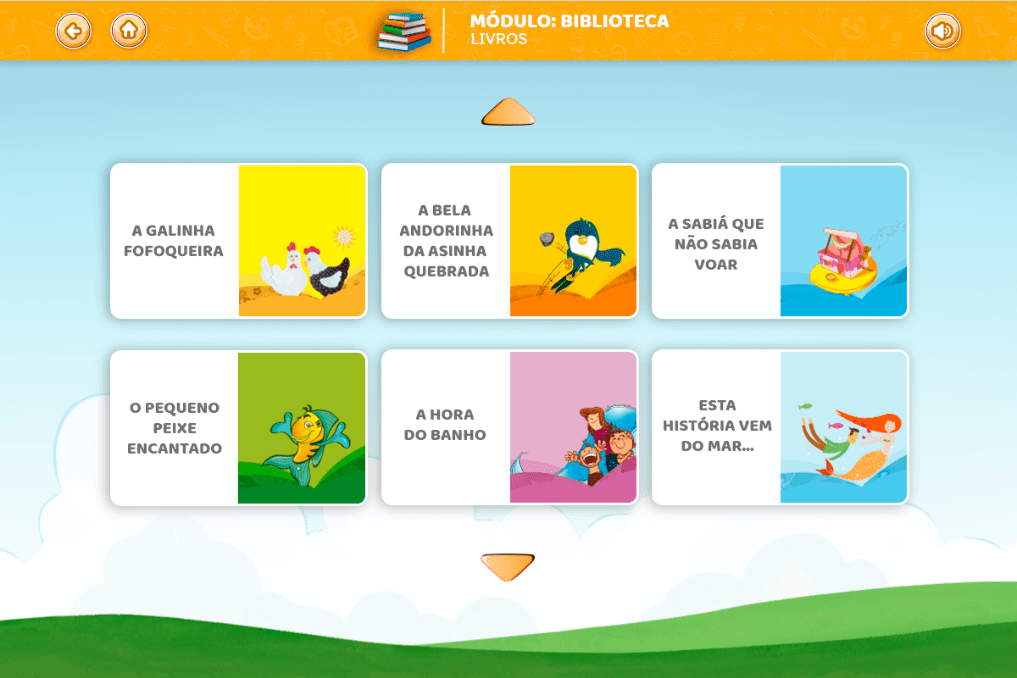 MÓDULO: BIBLIOTECA
LIVROS
A GALINHA
FOFOQUEIRA
A BELA
ANDORINHA
DA ASINHA
QUEBRADA
A SABIÁ QUE
NÃO SABIA
VOAR
O PEQUENO
PEIXE
ENCANTADO
A HORA
DO BANHO
ESTA
HISTÓRIA VEM
DO MAR...